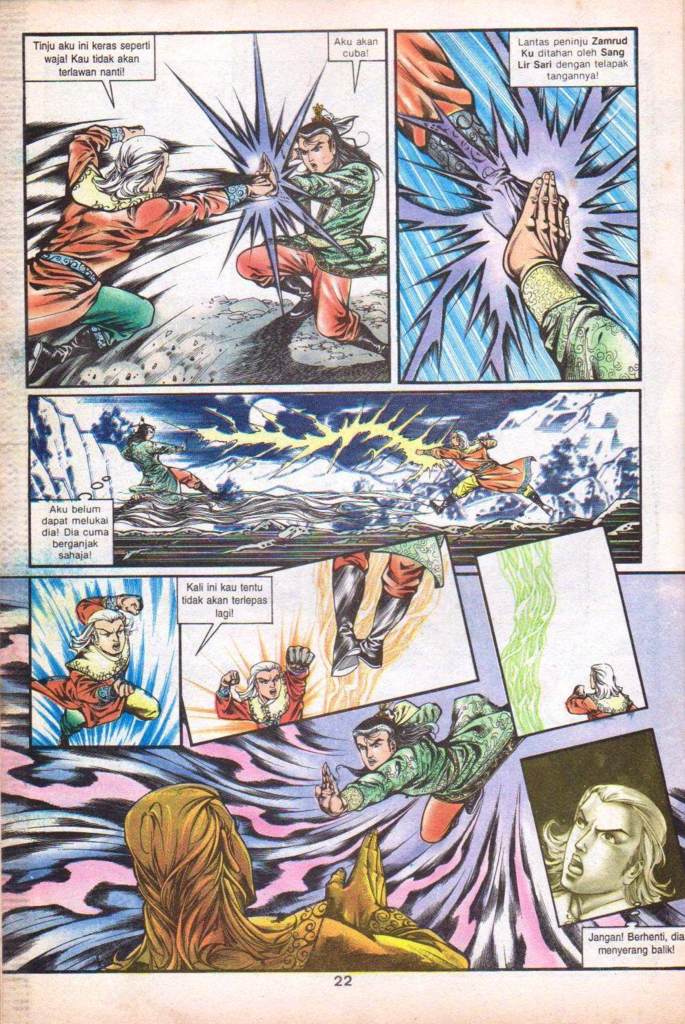 Tinju aku ini keras seperti
waja! Kau tidak akan
terlawan nanti!
Aku akan
cuba!
Lantas peninju Zamrud
Ku ditahan oleh Sang
Lir Sari dengan telapak
tangannya!
Aku belum
dapat melukai
dia! Dia cuma
berganjak
sahaja!
Kali ini kau tentu
tidak akan terlepas
lagi!
Jangan! Berhenti, dia
menyerang balik!
22